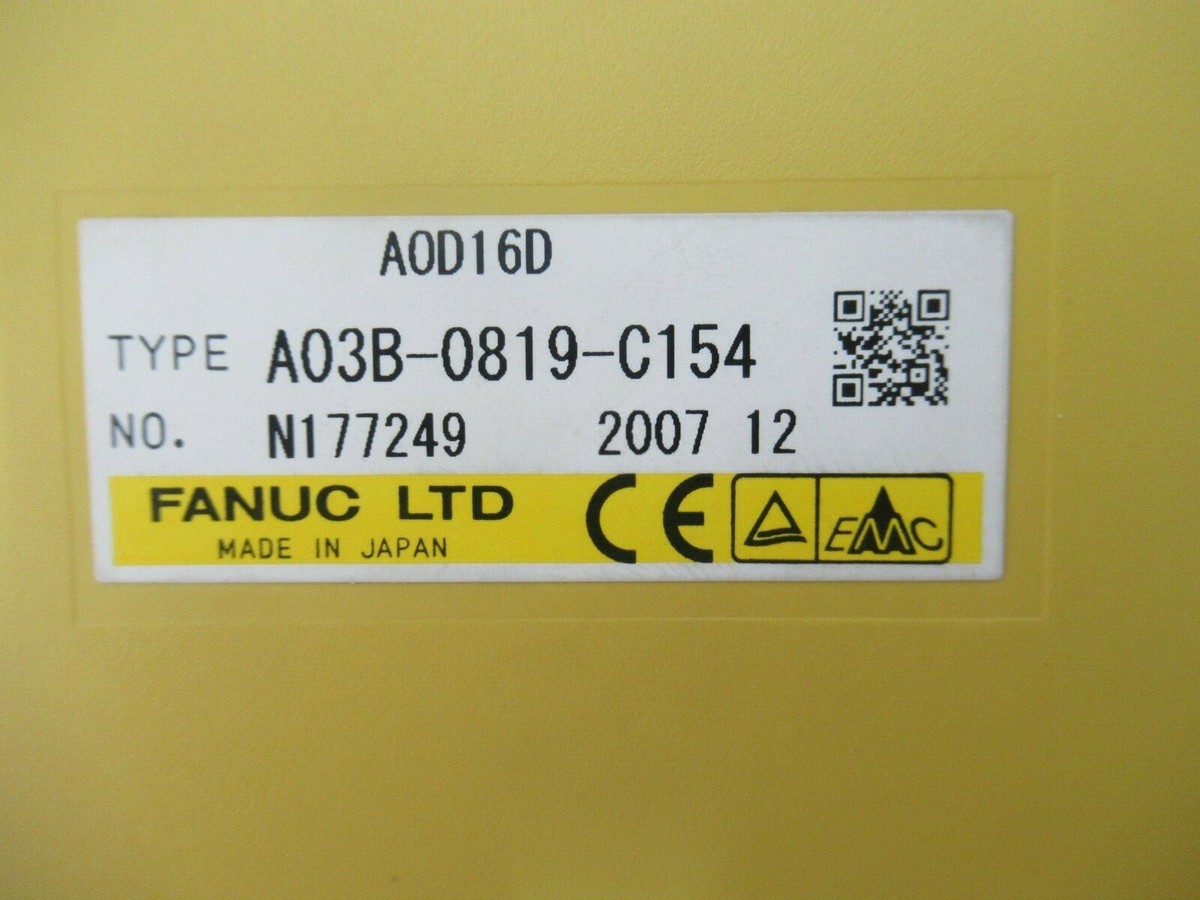 AOD16D
TYPE A03B-0819-C154
NO. N177249 2007 12
FANUC LTD
MADE IN JAPAN
CE
EMC